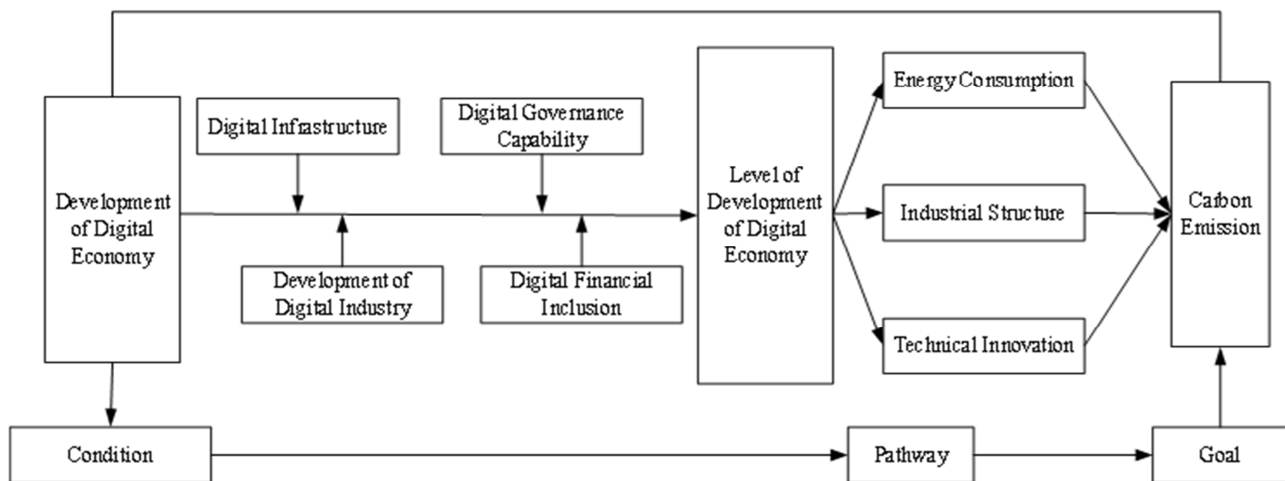 Development
of Digital
Economy
Digital Infrastructure
Digital Governance
Capability
Development of
Digital Industry
Digital Financial
Inclusion
Level of
Development
of Digital
Economy
Energy Consumption
Industrial Structure
Technical Innovation
Carbon
Emission
Condition
Pathway
Goal